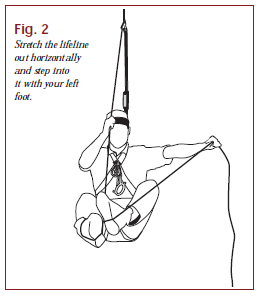 Fig. 2
Stretch the lifeline
out horizontally
and step into
it with your left
foot.